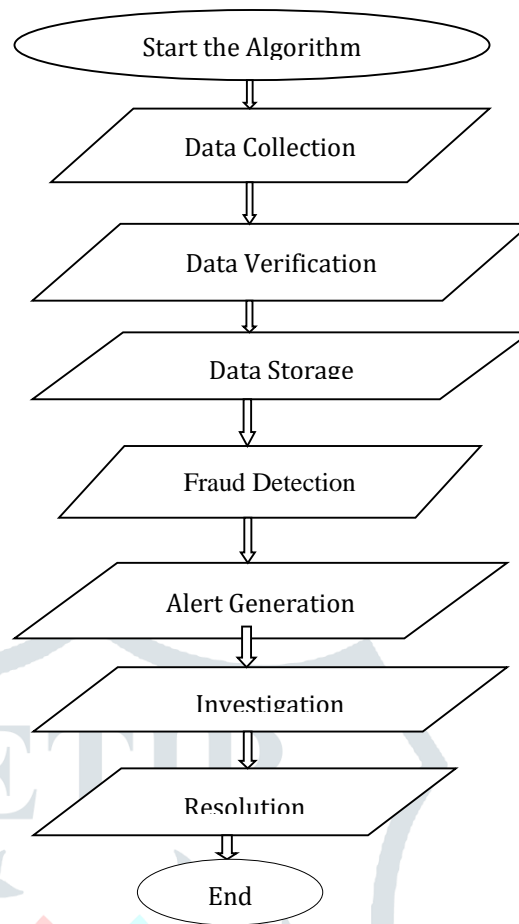 Start the Algorithm
Data Collection
Data Verification
Data Storage
Fraud Detection
Alert Generation
Investigation
Resolution
End